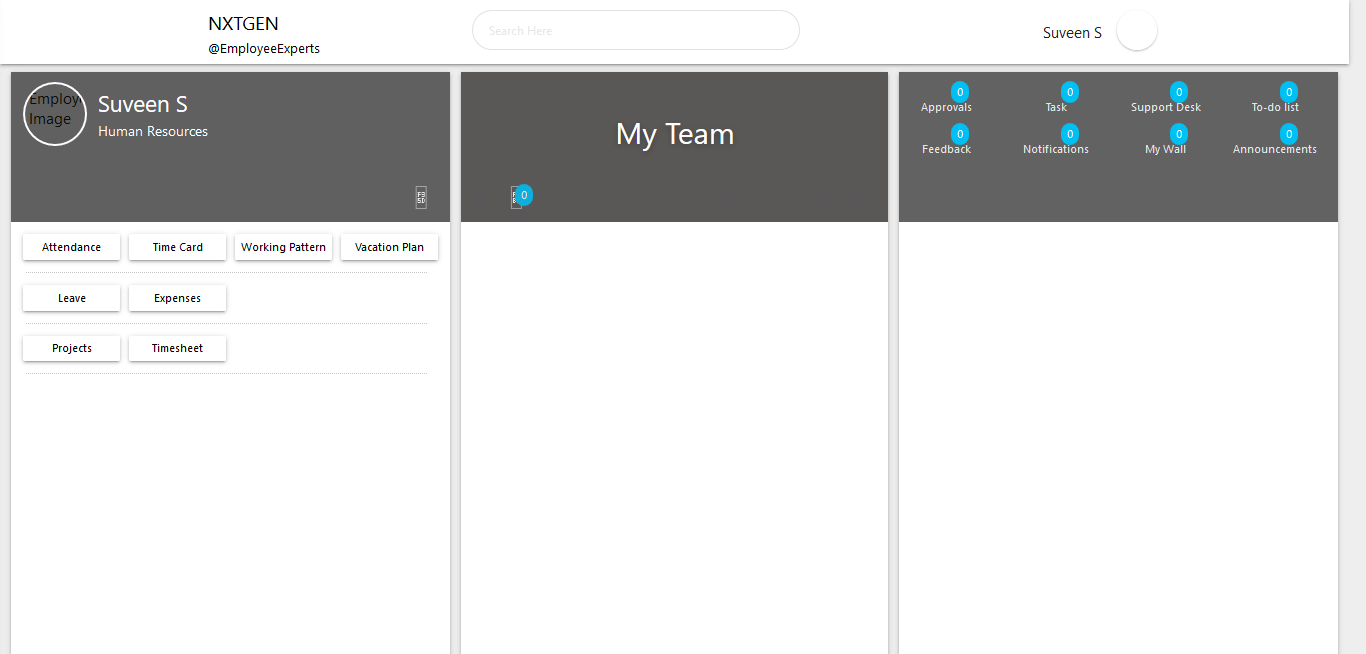 NXTGEN
@EmployeeExperts
Search Here
Suveen S
Employ
Image
Suveen S
Human Resources
My Team
0
0 0 0 0
Approvals Task Support Desk To-do list
0 0 0 0
Feedback Notifications My Wall Announcements
Attendance Time Card Working Pattern Vacation Plan
Leave Expenses
Projects Timesheet